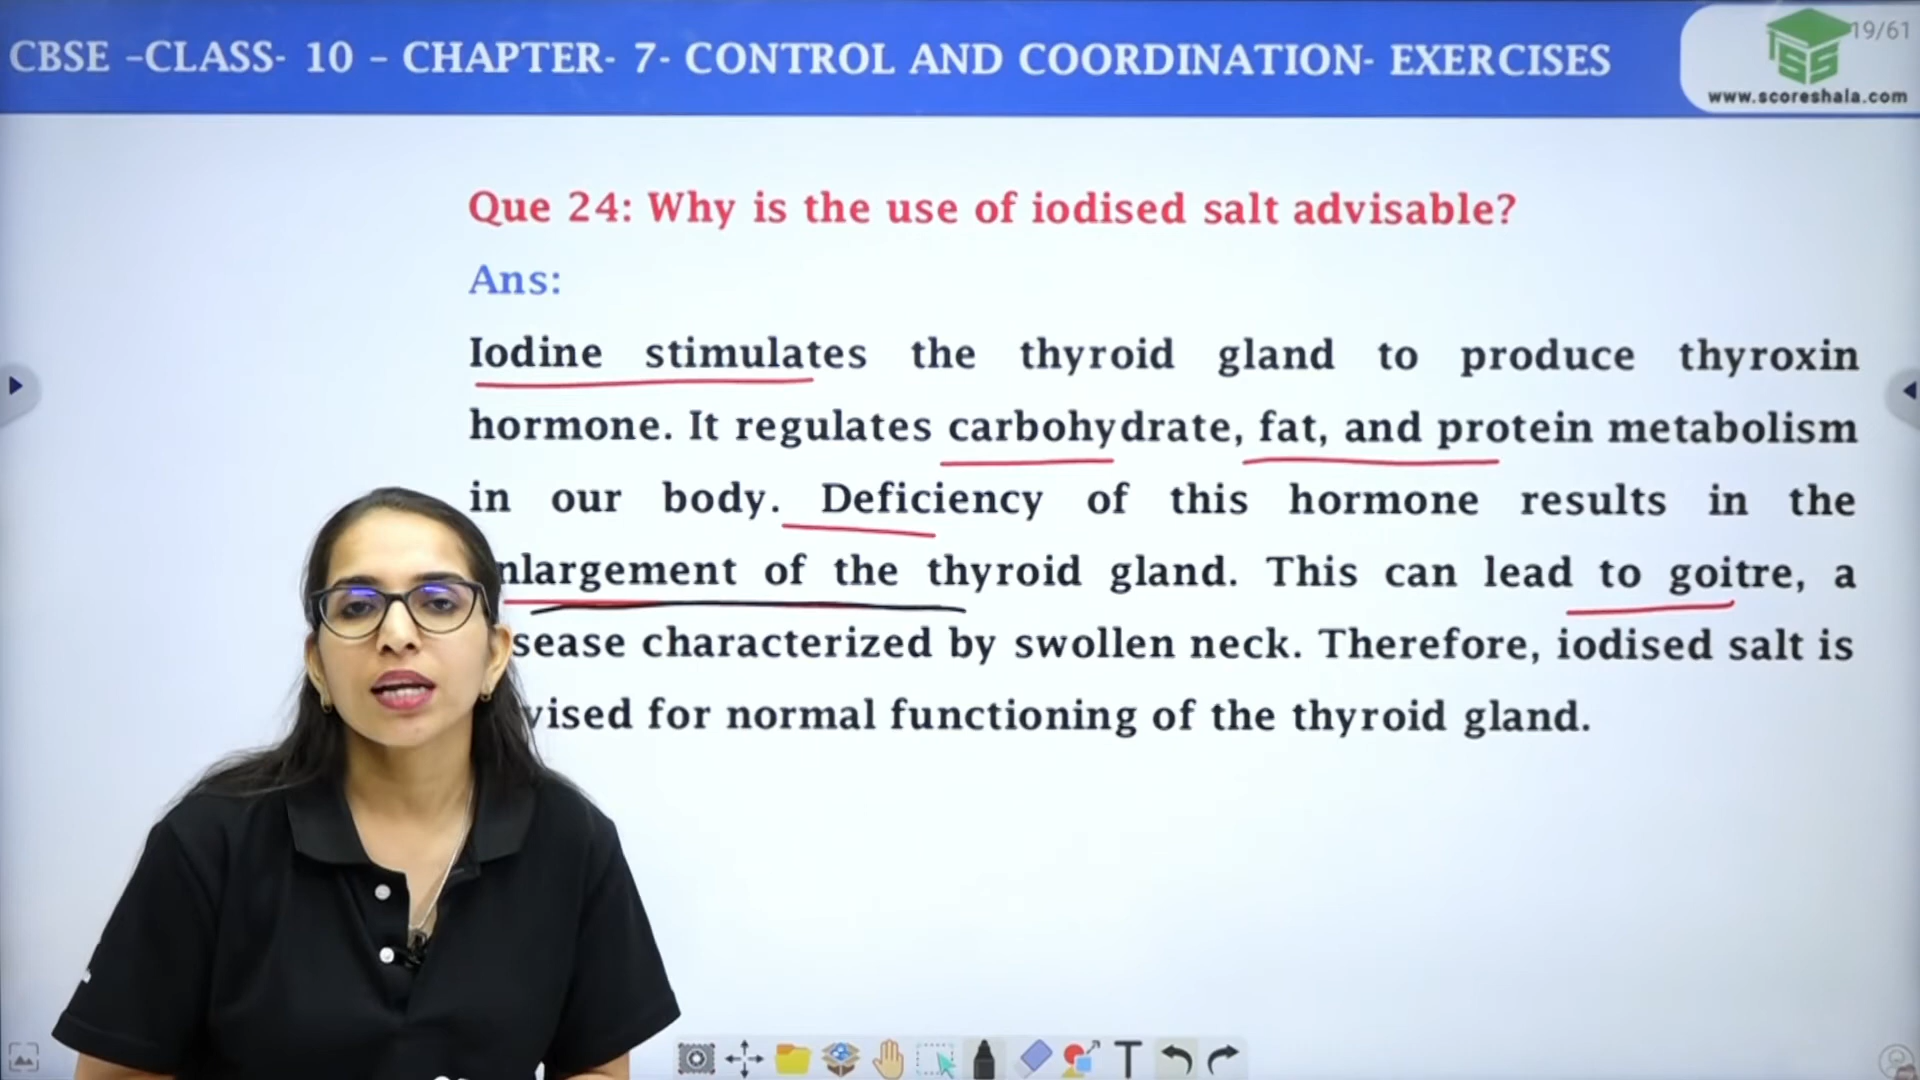 CBSE –CLASS- 10 – CHAPTER- 7- CONTROL AND COORDINATION- EXERCISES
19/61
www.scoreshala.com
Que 24: Why is the use of iodised salt advisable?
Ans:
Iodine stimulates the thyroid gland to produce thyroxin
hormone. It regulates carbohydrate, fat, and protein metabolism
in our body. Deficiency of this hormone results in the
nlargement of the thyroid gland. This can lead to goitre, a
sease characterized by swollen neck. Therefore, iodised salt is
vised for normal functioning of the thyroid gland.